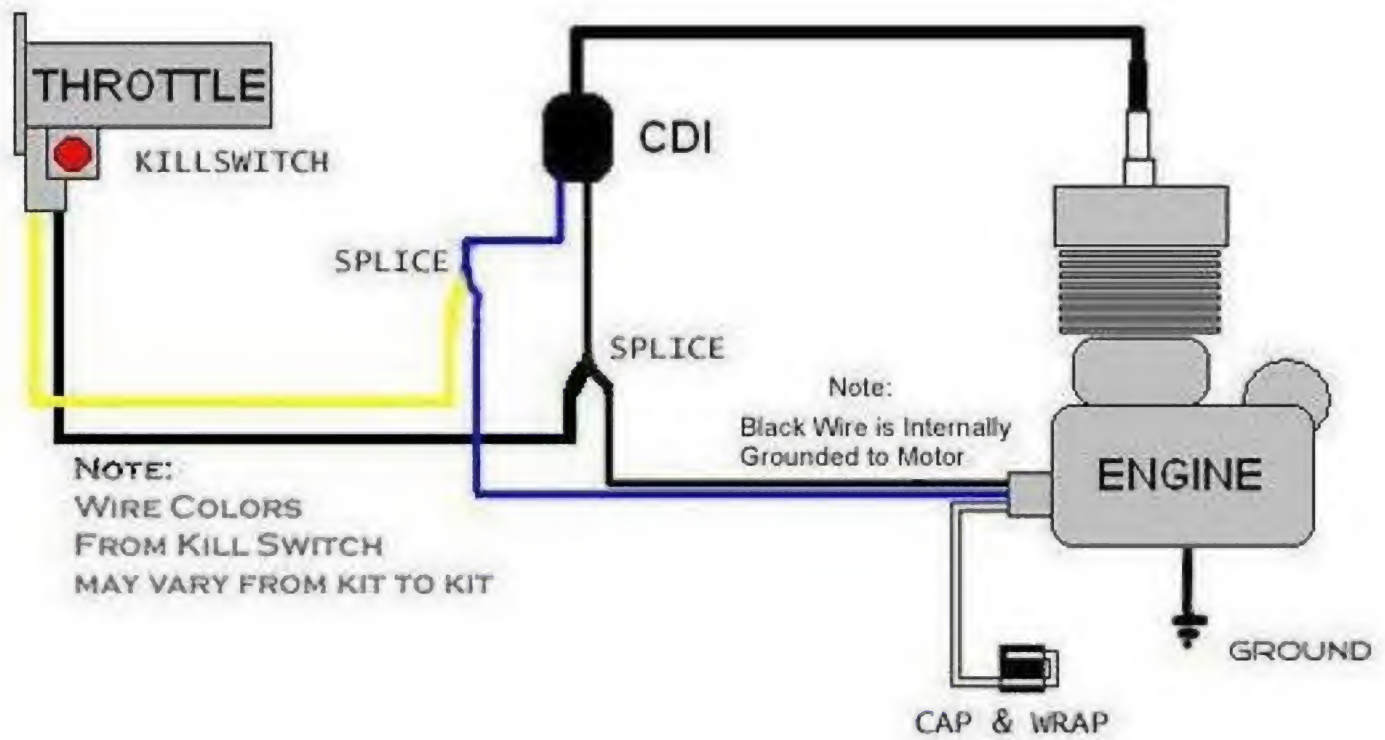 THROTTLE
KILLSWITCH
CDI
SPLICE
SPLICE
Note:
Black Wire is Internally
Grounded to Motor
ENGINE
NOTE:
WIRE COLORS
FROM KILL SWITCH
MAY VARY FROM KIT TO KIT
GROUND
CAP & WRAP